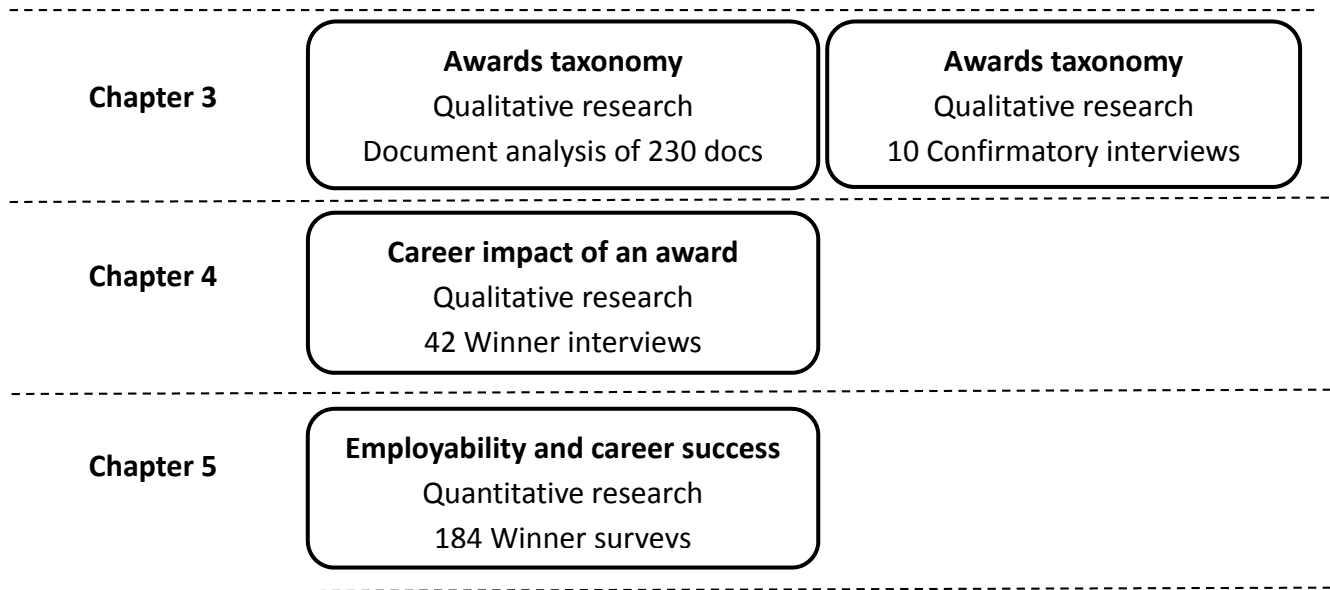 Chapter 3
Awards taxonomy
Qualitative research
Document analysis of 230 docs
Awards taxonomy
Qualitative research
10 Confirmatory interviews
Chapter 4
Career impact of an award
Qualitative research
42 Winner interviews
Chapter 5
Employability and career success
Quantitative research
184 Winner surveys